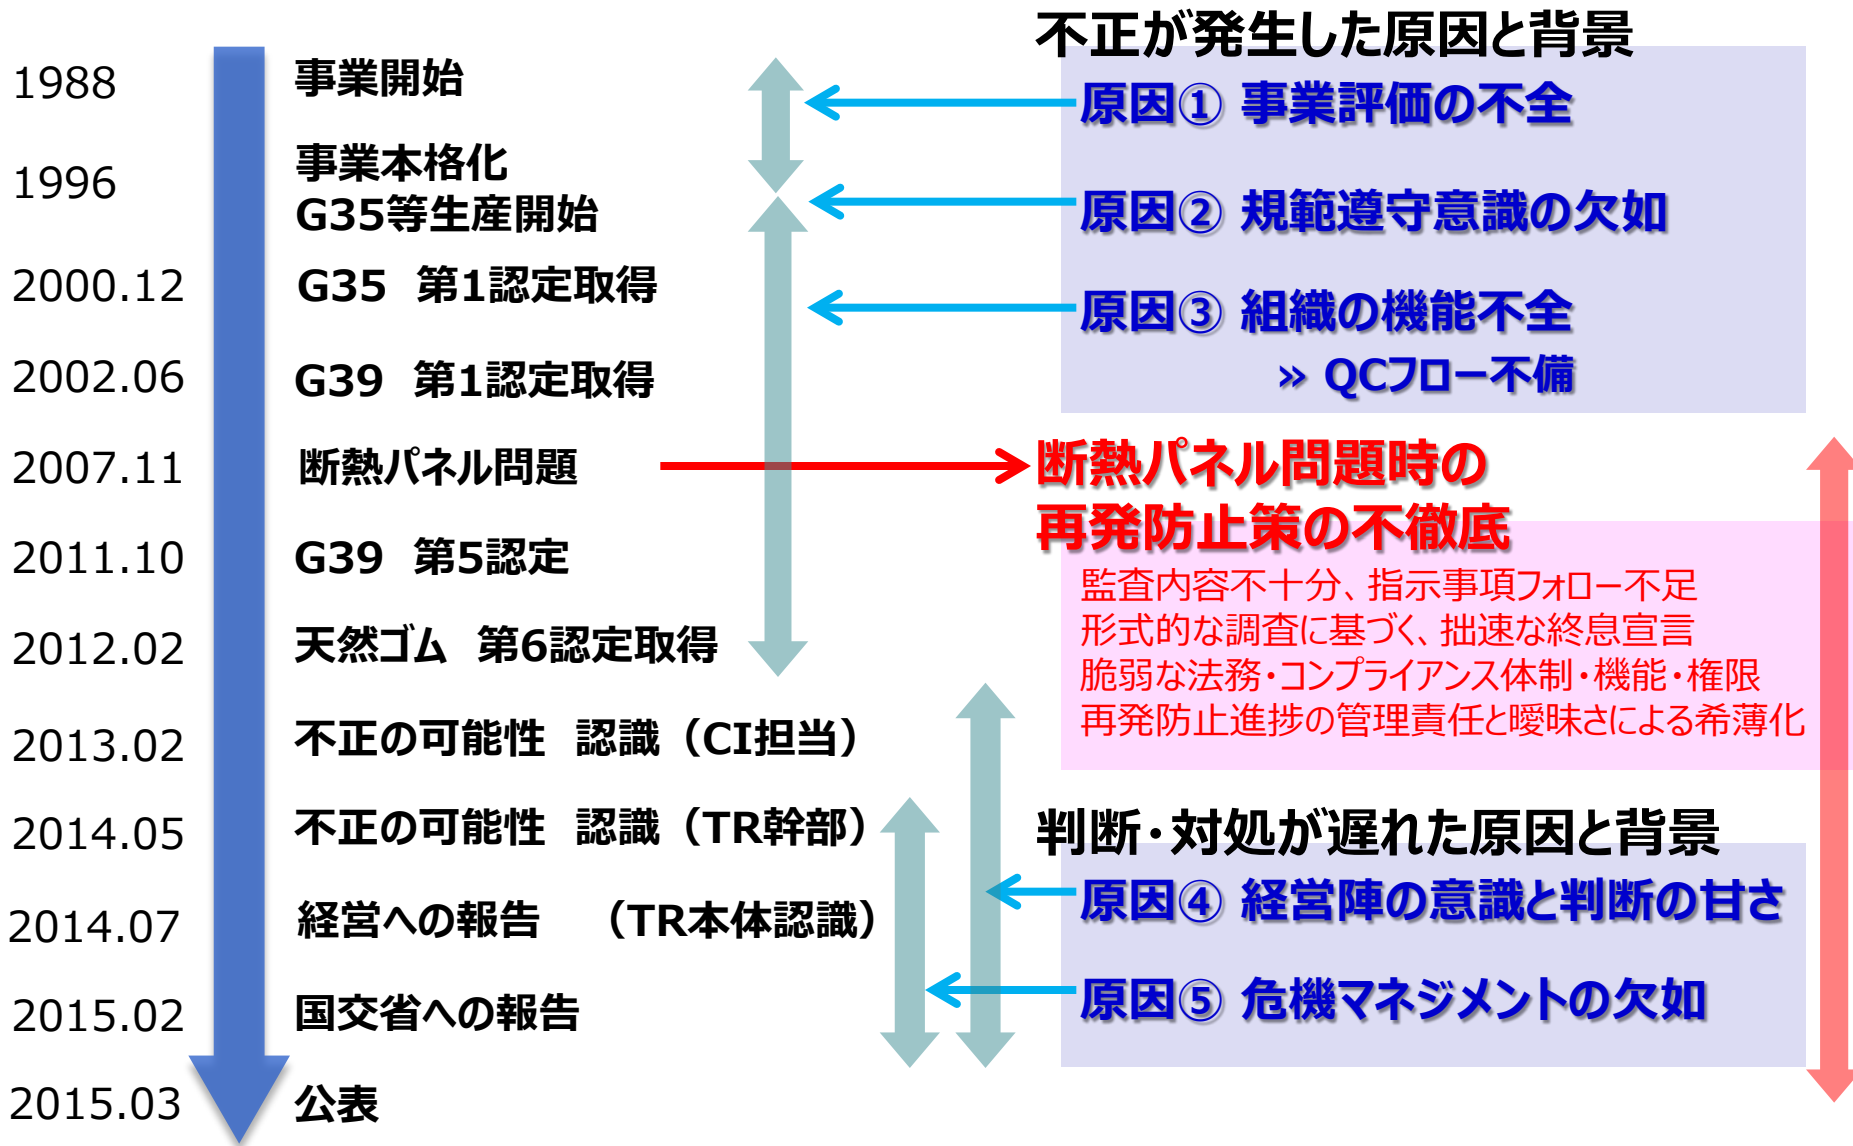 不正が発生した原因と背景
1988 事業開始
原因① 事業評価の不全
事業本格化
1996
G35等生産開始
原因② 規範遵守意識の欠如
2000.12 G35 第1認定取得
原因③ 組織の機能不全
» QCフロー不備
2002.06 G39 第1認定取得
2007.11 断熱パネル問題
断熱パネル問題時の
再発防止策の不徹底
2011.10 G39 第5認定
監査内容不十分、指示事項フォロー不足
形式的な調査に基づく、拙速な終息宣言
脆弱な法務・コンプライアンス体制・機能・権限
再発防止進捗の管理責任と曖昧さによる希薄化
2012.02 天然ゴム 第6認定取得
2013.02 不正の可能性 認識（CI担当）
2014.05 不正の可能性 認識（TR幹部）
判断・対処が遅れた原因と背景
原因④ 経営陣の意識と判断の甘さ
2014.07 経営への報告 （TR本体認識）
原因⑤ 危機マネジメントの欠如
2015.02 国交省への報告
2015.03 公表